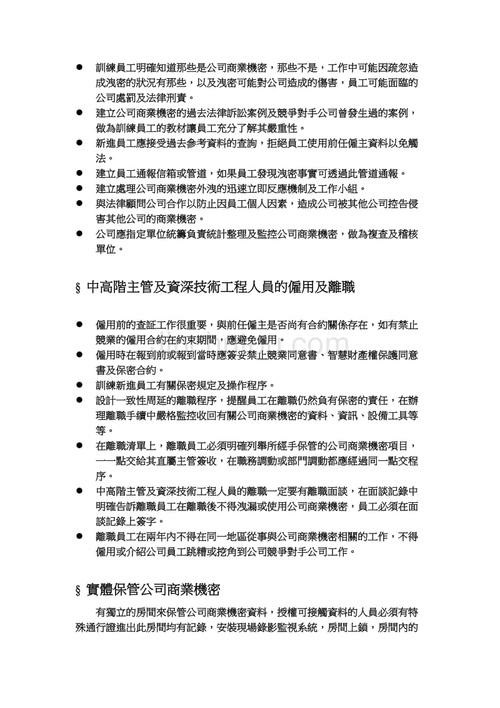 ● 訓練員工明確知道那些是公司商業機密，那些不是，工作中可能因疏忽造
成洩密的狀況有那些，以及洩密可能對公司造成的傷害，員工可能面臨的
公司處罰及法律刑責。
● 建立公司商業機密的過去法律訴訟案例及競爭對手公司曾發生過的案例，
做為訓練員工的教材讓員工充分了解其嚴重性。
● 新進員工應接受過去參考資料的查詢，拒絕員工使用前任僱主資料以免觸
法。
● 建立員工通報信箱或管道，如果員工發現洩密事實可透過此管道通報。
● 建立處理公司商業機密外洩的迅速立即反應機制及工作小組。
● 與法律顧問公司合作以防止因員工個人因素，造成公司被其他公司控告侵
害其他公司的商業機密。
● 公司應指定單位統籌負責統計整理及監控公司商業機密，做為複查及稽核
單位。
§ 中高階主管及資深技術工程人員的僱用及離職
● 僱用前的查証工作很重要，與前任僱主是否尚有合約關係存在，如有禁止
競業的僱用合約在約束期間，應避免僱用。
● 僱用時在報到前或報到當時應簽妥禁止競業同意書、智慧財產權保護同意
書及保密合約。
● 訓練新進員工有關保密規定及操作程序。
● 設計一致性周延的離職程序，提醒員工在離職仍然負有保密的責任，在辦
理離職手續中嚴格監控收回有關公司商業機密的資料、資訊、設備工具等
等。
● 在離職清單上，離職員工必須明確列舉所經手保管的公司商業機密項目，
一一點交給其直屬主管簽收，在職務調動或部門調動都應經過同一點交程
序。
● 中高階主管及資深技術工程人員的離職一定要有離職面談，在面談記錄中
明確告訴離職員工在離職後不得洩漏或使用公司商業機密，員工必須在面
談記錄上簽字。
● 離職員工在兩年內不得在同一地區從事與公司商業機密相關的工作，不得
僱用或介紹公司員工跳糟或挖角到公司競爭對手公司工作。
§ 實體保管公司商業機密
有獨立的房間來保管公司商業機密資料，授權可接觸資料的人員必須有特
殊通行證進出此房間均有記錄，安裝現場錄影監視系統，房間上鎖，房間內的